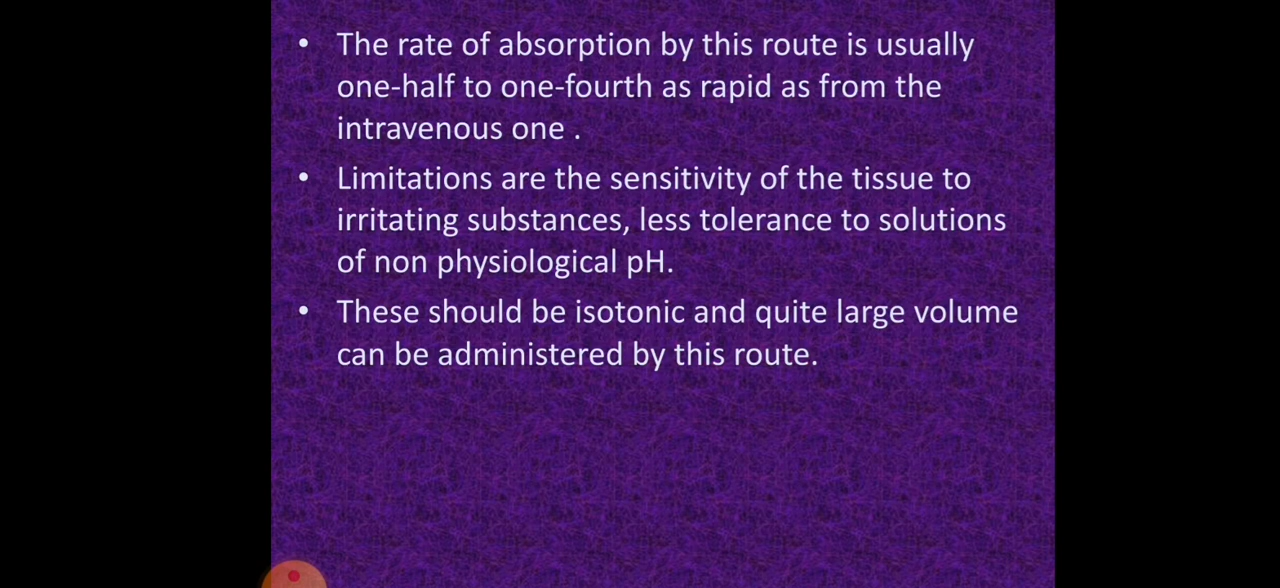 • The rate of absorption by this route is usually
one-half to one-fourth as rapid as from the
intravenous one .
• Limitations are the sensitivity of the tissue to
irritating substances, less tolerance to solutions
of non physiological pH.
• These should be isotonic and quite large volume
can be administered by this route.